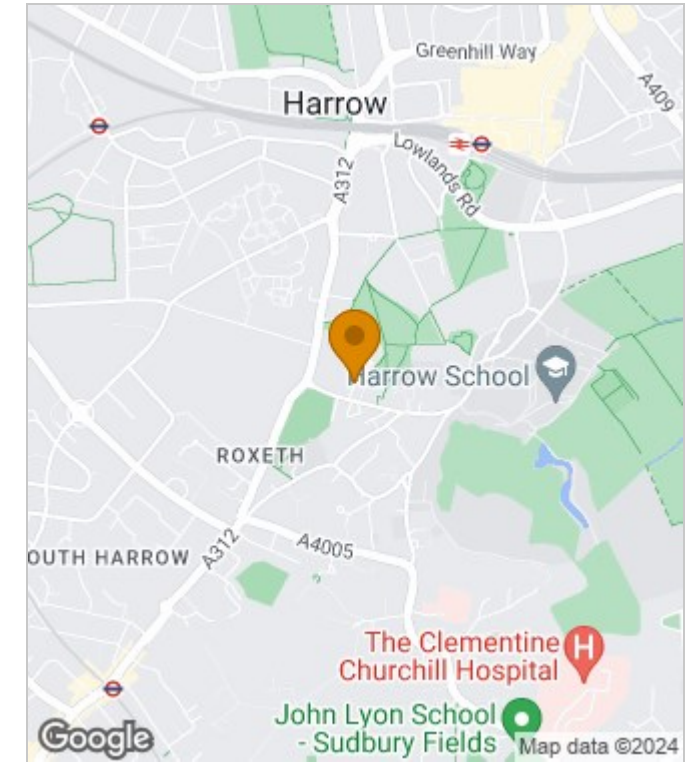 Greenhill Way
A409
Harrow
Lowlands Rd
A312
Harrow School
ROXETH
A312
A4005
OUTH HARROW
The Clementine
Churchill Hospital
H
John Lyon School
- Sudbury Fields
Google
Map data ©2024